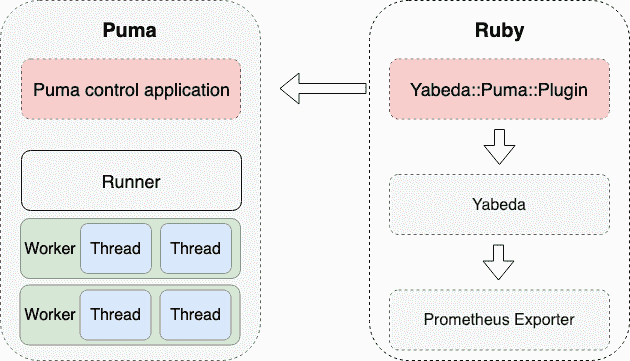 Puma
Puma control application
Runner
Worker Thread Thread
Worker Thread Thread
Ruby
Yabeda::Puma::Plugin
Yabeda
Prometheus Exporter